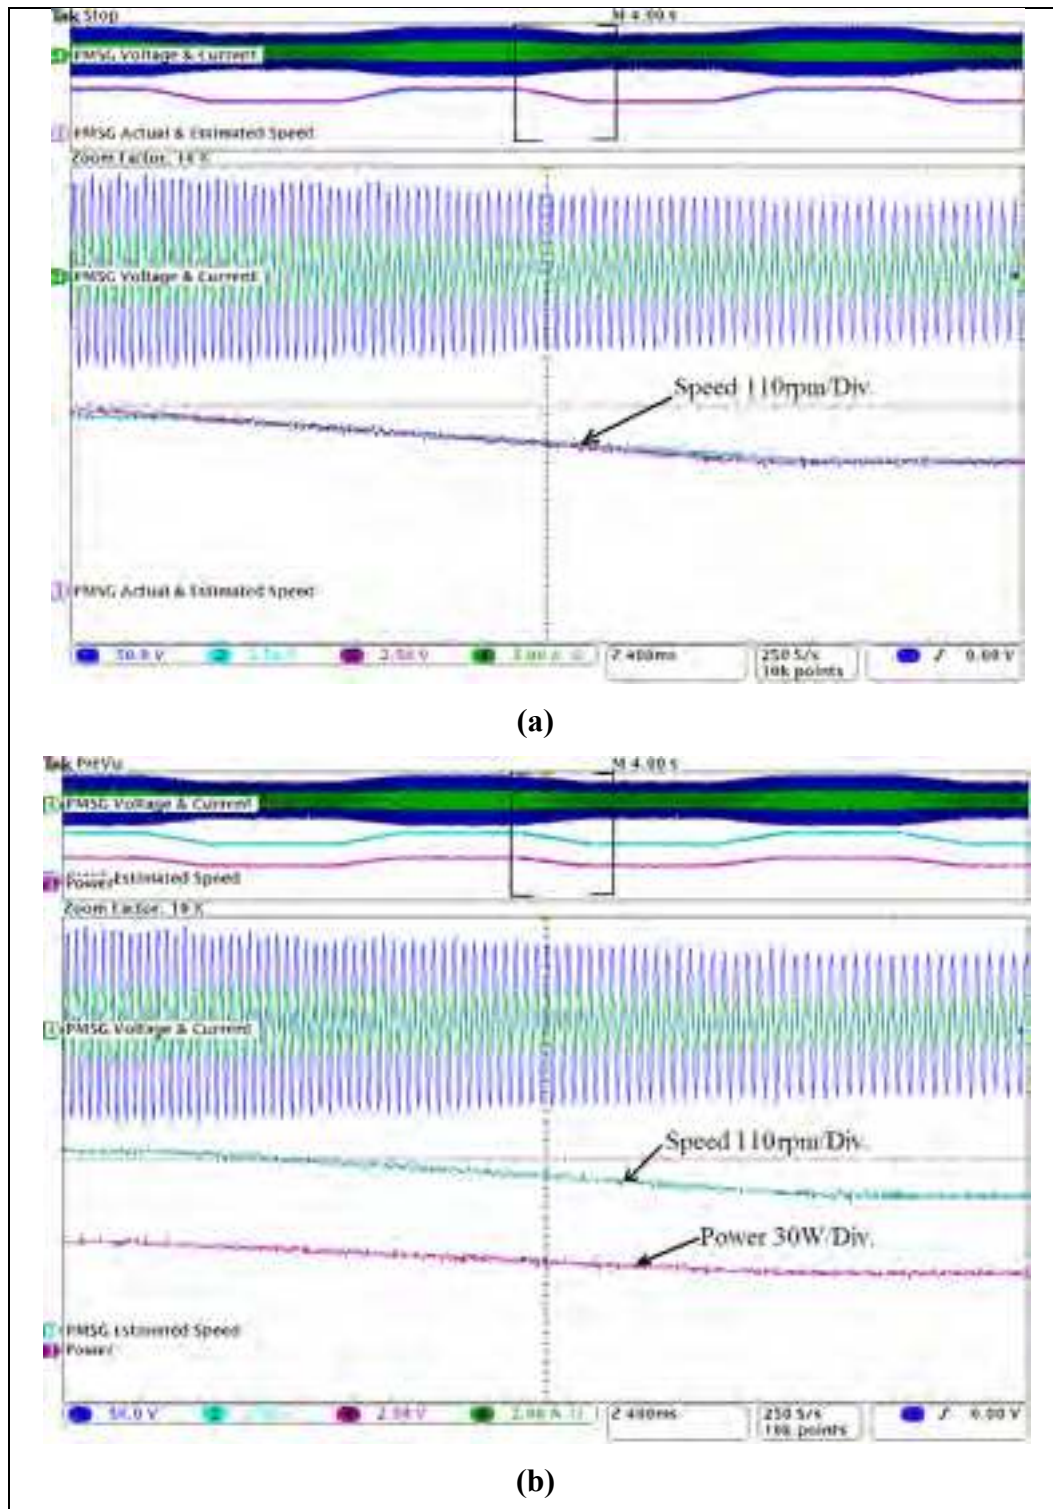 Tek Stop
M 4.00 s
PMSG Voltage & Current
PMSG Actual & Estimated Speed
Zoom Factor: 10 X
PMSG Voltage & Current
Speed 110rpm/Div.
PMSG Actual & Estimated Speed
50.0 V 2.50 V Z 400ms 250 S/s 0.00 V
10k points
(a)
Tek PreVu
M 4.00 s
PMSG Voltage & Current
Estimated Speed
Power
Zoom Factor: 10 X
PMSG Voltage & Current
Speed 110rpm/Div.
Power 30W/Div.
PMSG Estimated Speed
Power
50.0 V 2.50 V 2.00 A Z 400ms 250 S/s 0.00 V
10k points
(b)